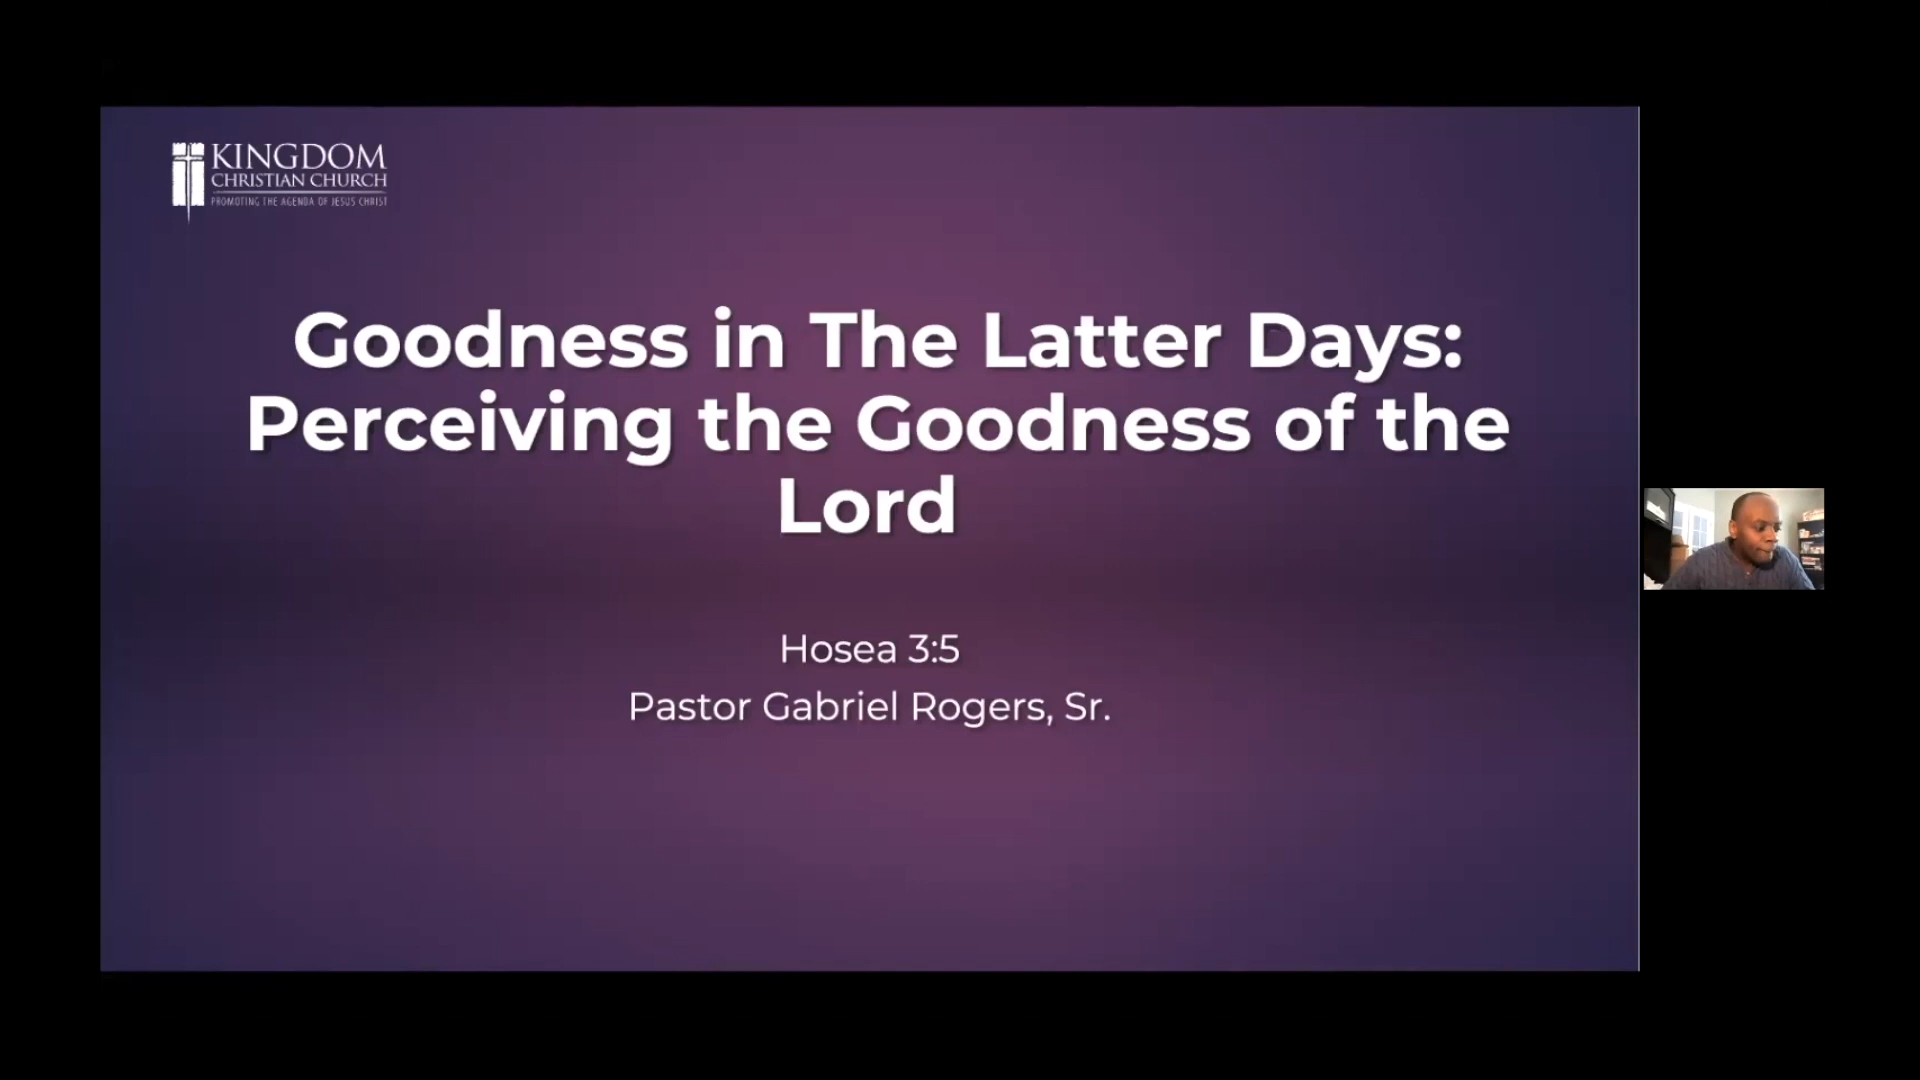 KINGDOM
CHRISTIAN CHURCH
PROMOTING THE AGENDA OF JESUS CHRIST
Goodness in The Latter Days:
Perceiving the Goodness of the
Lord
Hosea 3:5
Pastor Gabriel Rogers, Sr.